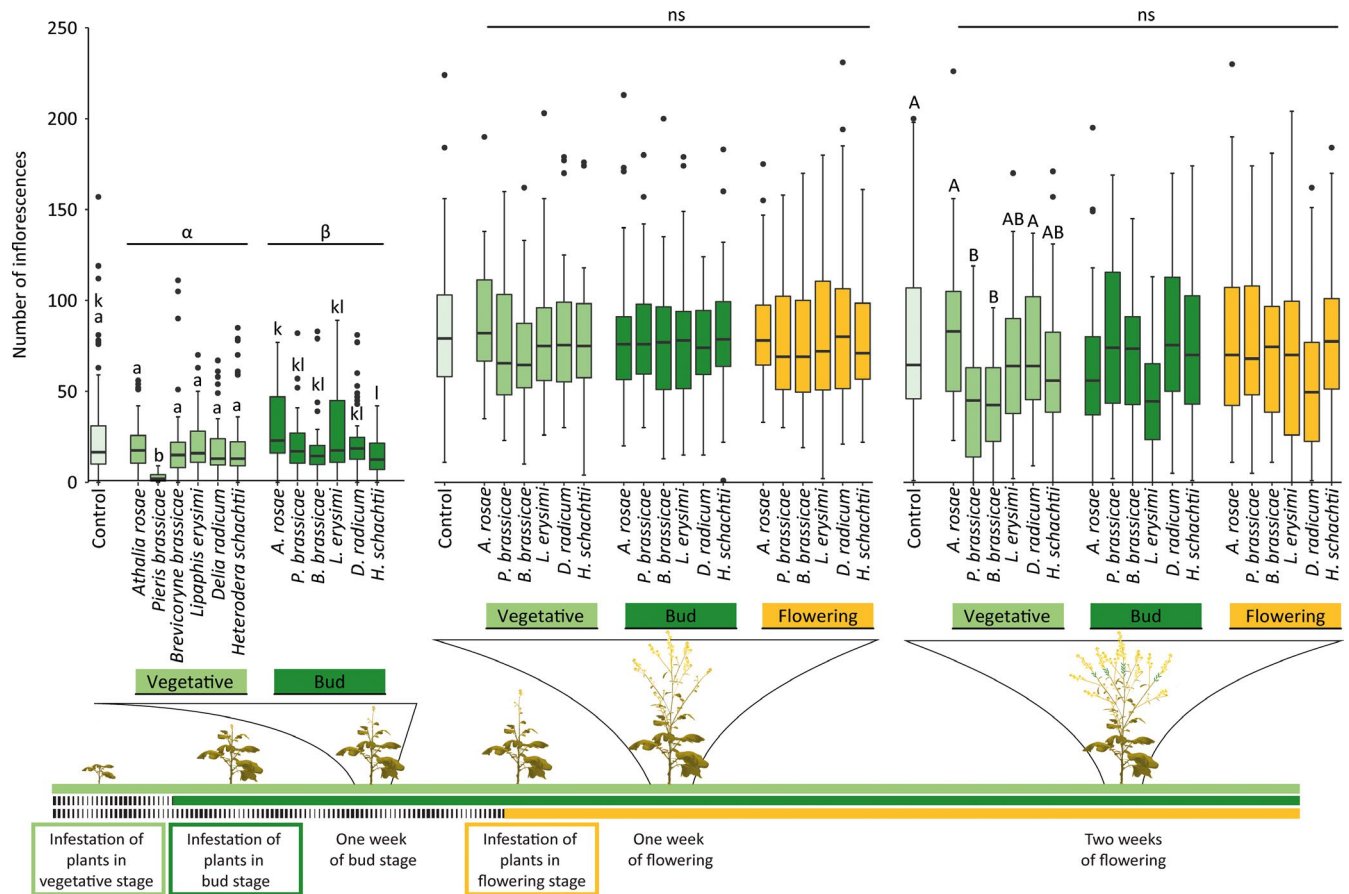 ns
ns
250
200
150
100
50
0
Number of inflorescences
α
β
k
a
a
b
a
a
a
a
k
kl
kl
kl
kl
l
A
A
B
B
AB
A
AB
Control
Athalia rosae
Pieris brassicae
Brevicoryne brassicae
Lipaphis erysimi
Delia radicum
Heterodera schachtii
A. rosae
P. brassicae
B. brassicae
L. erysimi
D. radicum
H. schachtii
Control
A. rosae
P. brassicae
B. brassicae
L. erysimi
D. radicum
H. schachtii
A. rosae
P. brassicae
B. brassicae
L. erysimi
D. radicum
H. schachtii
A. rosae
P. brassicae
B. brassicae
L. erysimi
D. radicum
H. schachtii
Control
A. rosae
P. brassicae
B. brassicae
L. erysimi
D. radicum
H. schachtii
A. rosae
P. brassicae
B. brassicae
L. erysimi
D. radicum
H. schachtii
A. rosae
P. brassicae
B. brassicae
L. erysimi
D. radicum
H. schachtii
Vegetative
Bud
Flowering
Vegetative
Bud
Flowering
Vegetative
Bud
Infestation of
plants in
vegetative stage
Infestation of
plants in
bud stage
One week
of bud stage
Infestation of
plants in
flowering stage
One week
of flowering
Two weeks
of flowering